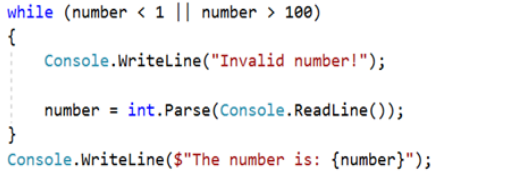 while (number < 1 || number > 100)
{
    Console.WriteLine("Invalid number!");
    number = int.Parse(Console.ReadLine());
}
Console.WriteLine($"The number is: {number}");